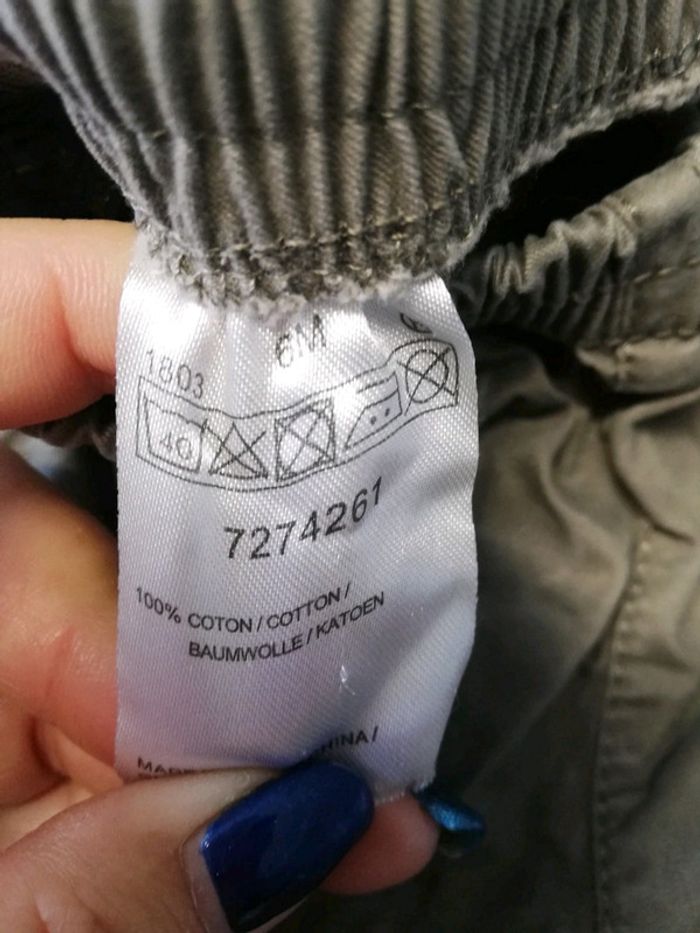 6M
1803
40
7274261
100% COTON / COTTON /
BAUMWOLLE / KATOEN